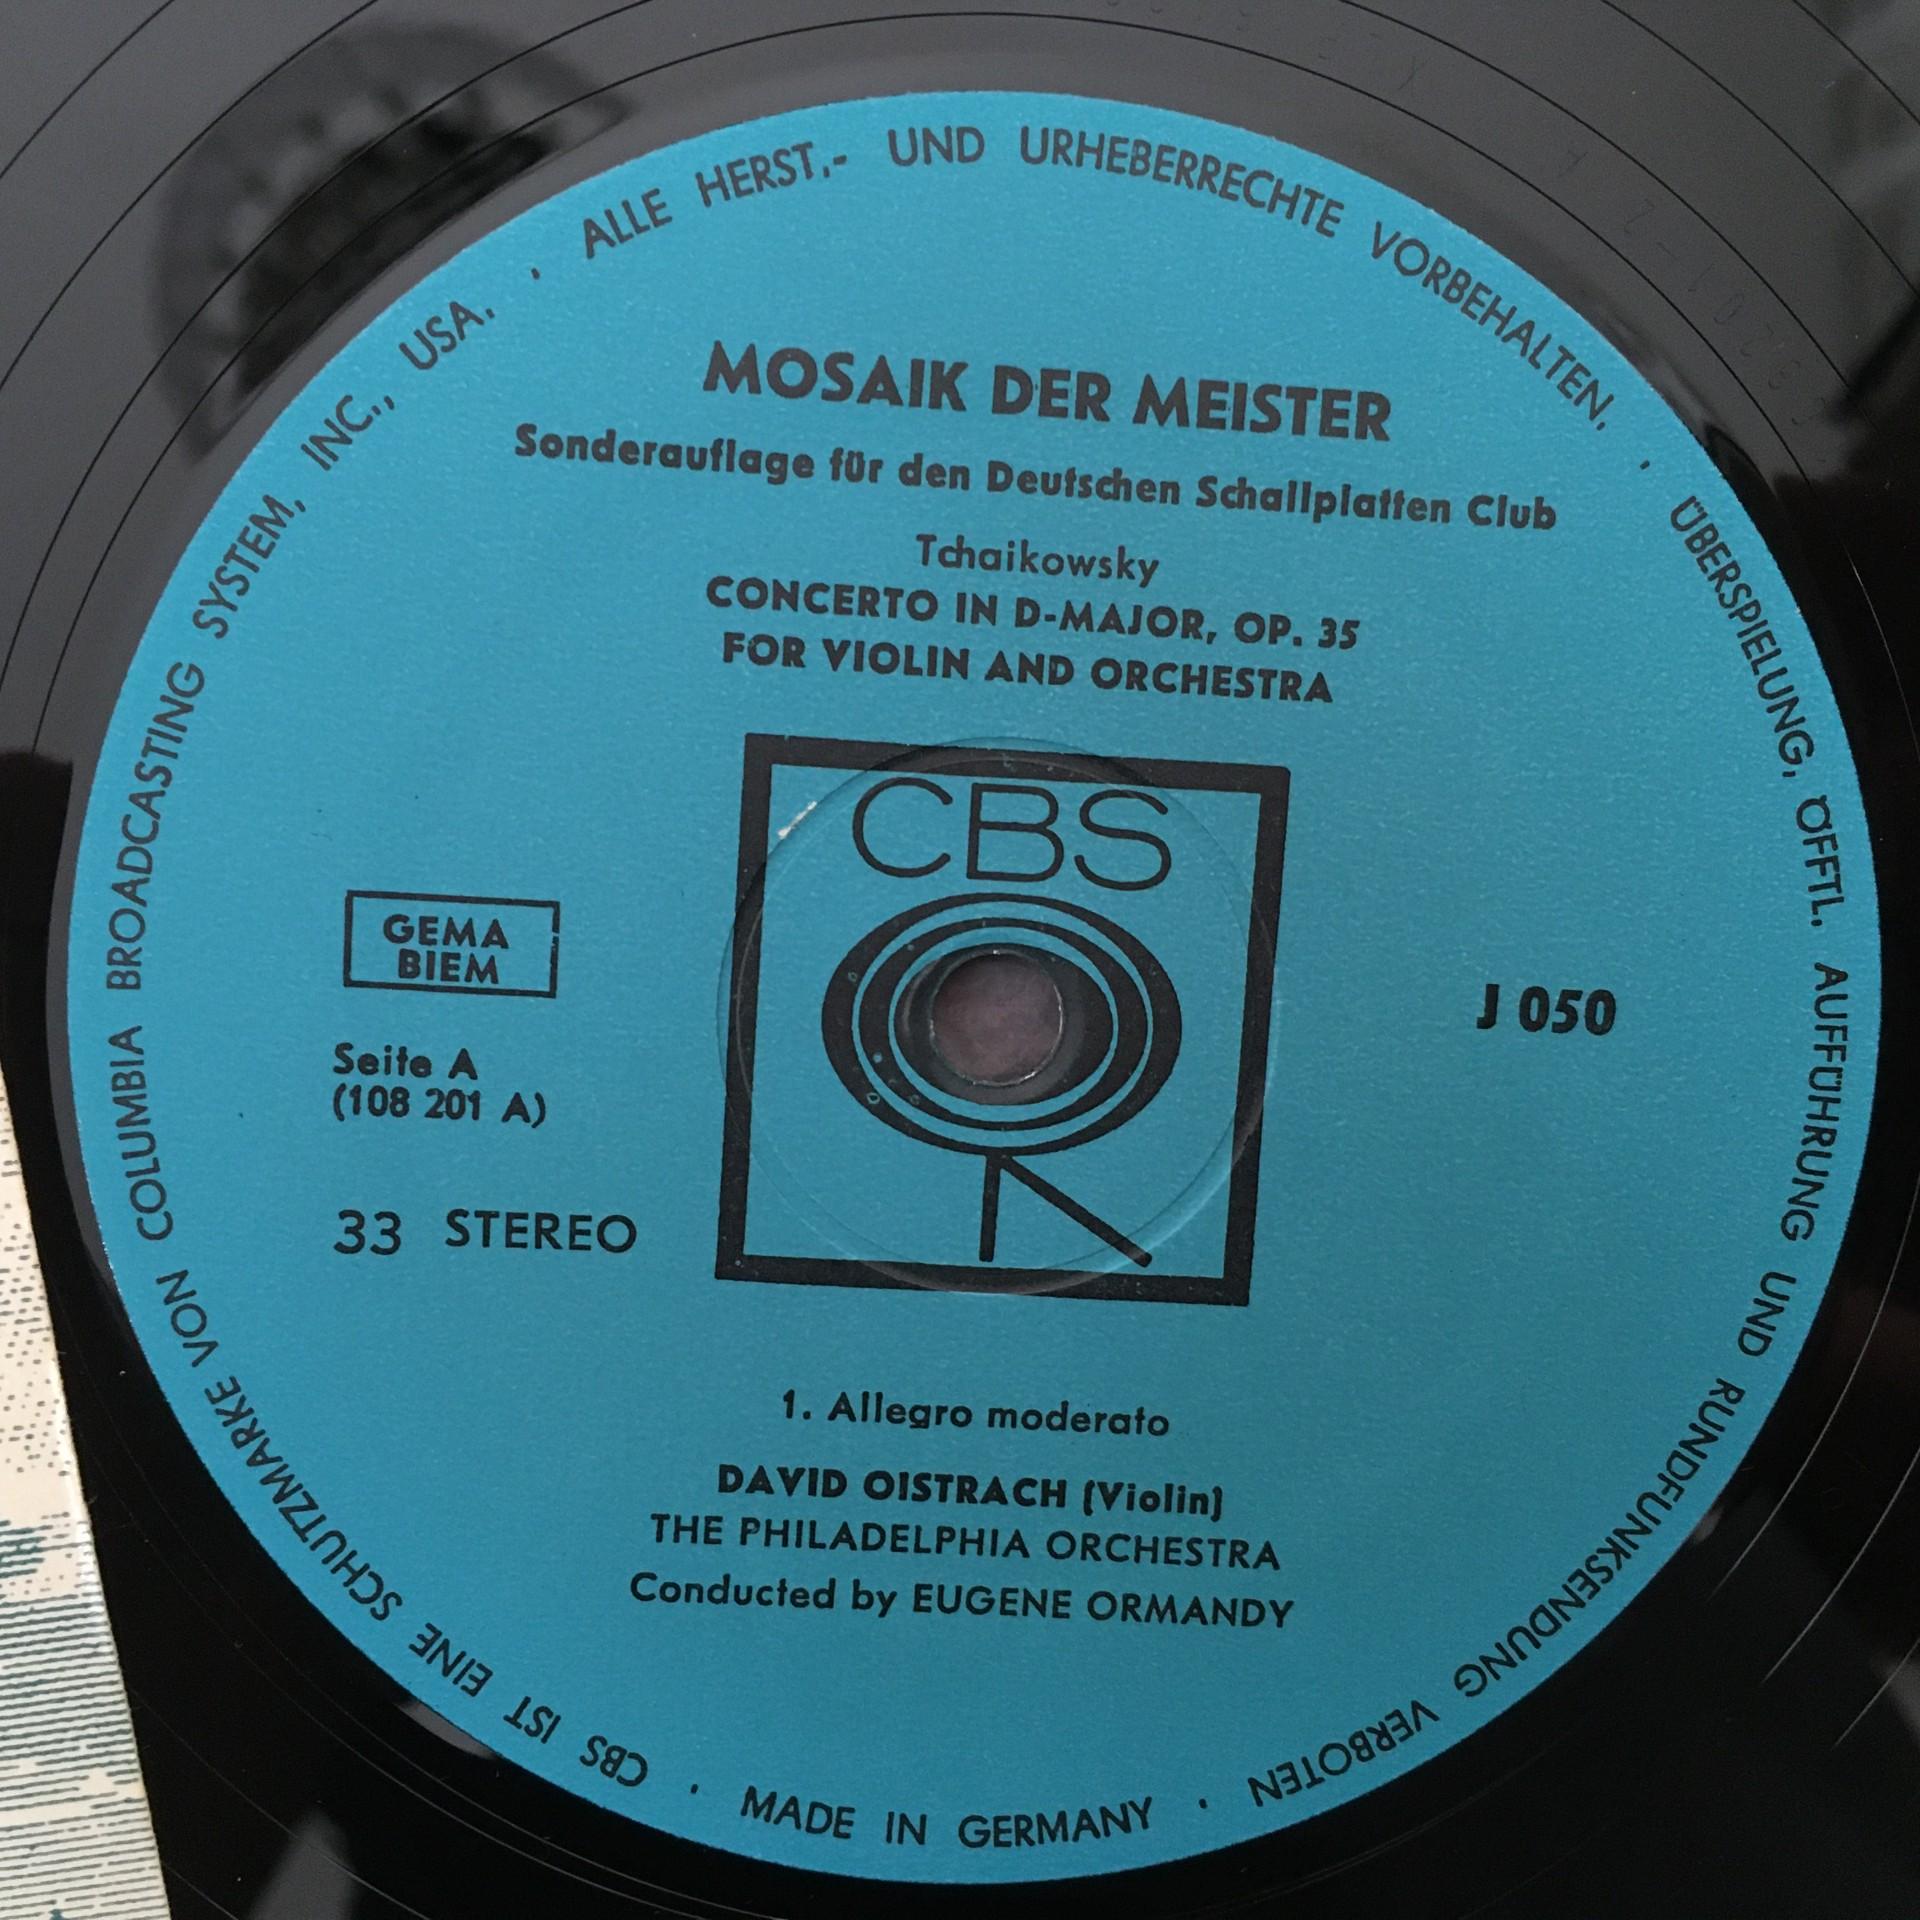 ALLE HERST.- UND URHEBERRECHTE VORBEHALTEN. · ÜBERSPIELUNG, ÖFFTL. AUFFÜHRUNG UND RUNDFUNKSENDUNG VERBOTEN · MADE IN GERMANY · CBS IST EINE SCHUTZMARKE VON COLUMBIA BROADCASTING SYSTEM, INC., USA. ·
MOSAIK DER MEISTER
Sonderauflage für den Deutschen Schallplatten Club
Tchaikowsky
CONCERTO IN D-MAJOR, OP. 35
FOR VIOLIN AND ORCHESTRA
CBS
GEMA
BIEM
J 050
Seite A
(108 201 A)
33 STEREO
1. Allegro moderato
DAVID OISTRACH (Violin)
THE PHILADELPHIA ORCHESTRA
Conducted by EUGENE ORMANDY